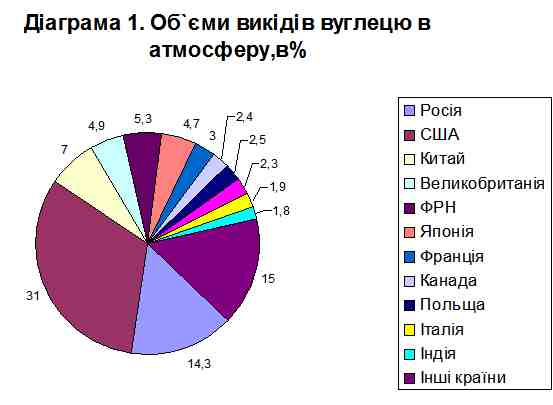 Діаграма 1. Об`єми викідів вуглецю в
атмосферу,в%
14,3
31
7
4,9
5,3
4,7
3
2,4
2,5
2,3
1,9
1,8
15
Росія
США
Китай
Великобританія
ФРН
Японія
Франція
Канада
Польща
Італія
Індія
Інші країни